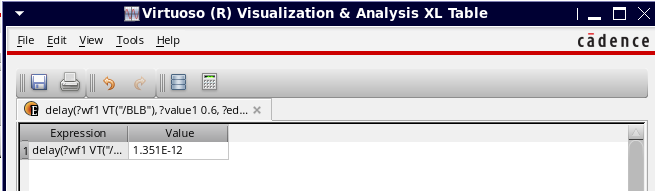 Virtuoso (R) Visualization & Analysis XL Table
File Edit View Tools Help
cādence
delay(?wf1 VT("/BLB"), ?value1 0.6, ?ed...
Expression Value
1 delay(?wf1 VT("/... 1.351E-12